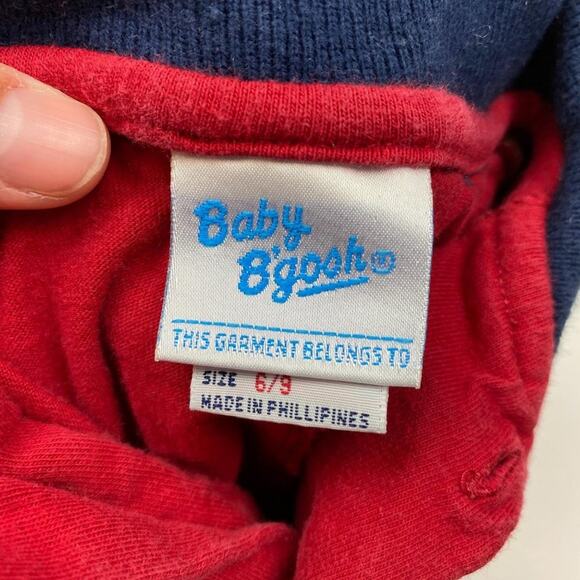 Baby
B'gosh
THIS GARMENT BELONGS TO
SIZE 6/9
MADE IN PHILLIPINES